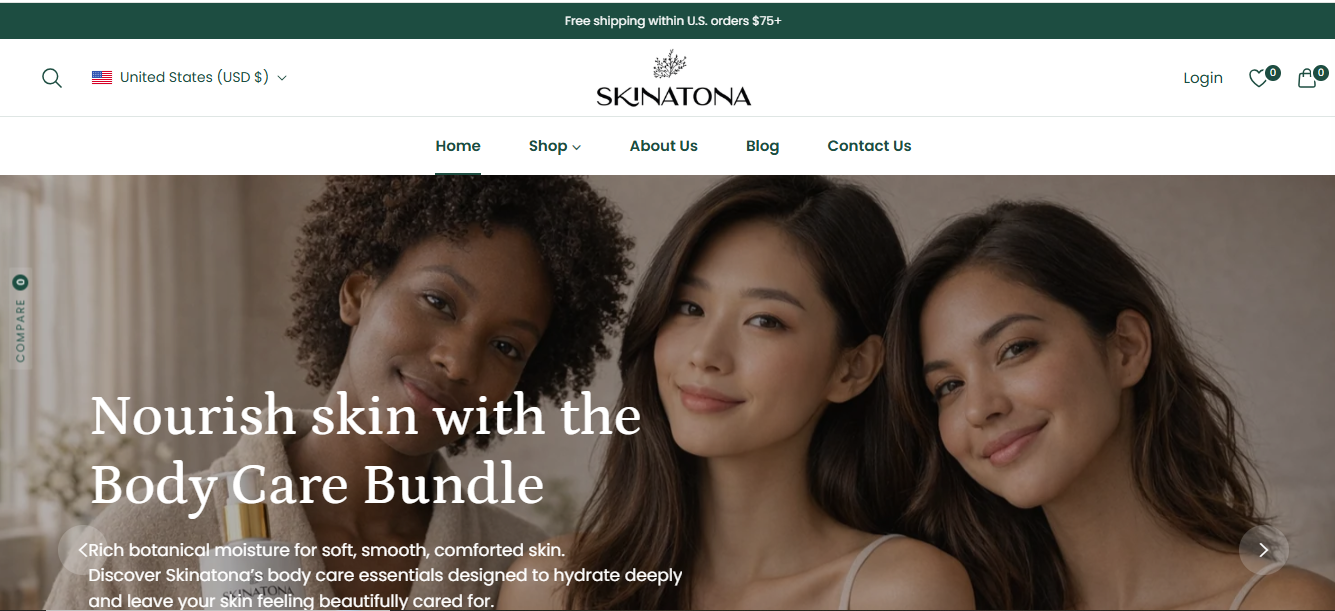 Free shipping within U.S. orders $75+
United States (USD $)
SKINATONA
Login
0
0
Home
Shop
About Us
Blog
Contact Us
COMPARE 0
Nourish skin with the
Body Care Bundle
Rich botanical moisture for soft, smooth, comforted skin.
Discover Skinatona’s body care essentials designed to hydrate deeply
and leave your skin feeling beautifully cared for.
SKINATONA